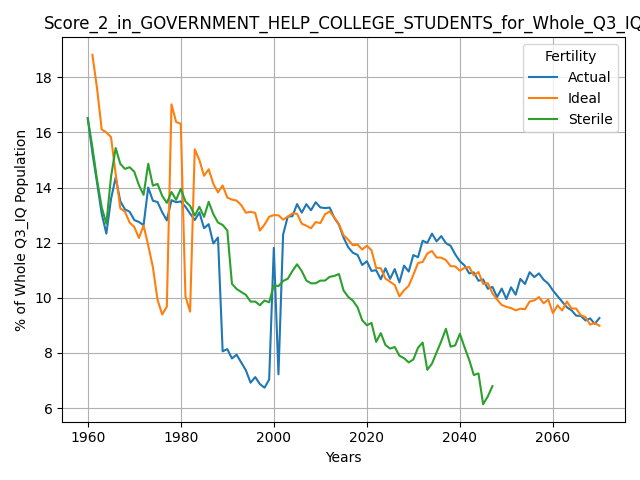 Score_2_in_GOVERNMENT_HELP_COLLEGE_STUDENTS_for_Whole_Q3_IQ
Fertility
Actual
Ideal
Sterile
% of Whole Q3_IQ Population
18
16
14
12
10
8
6
1960 1980 2000 2020 2040 2060
Years